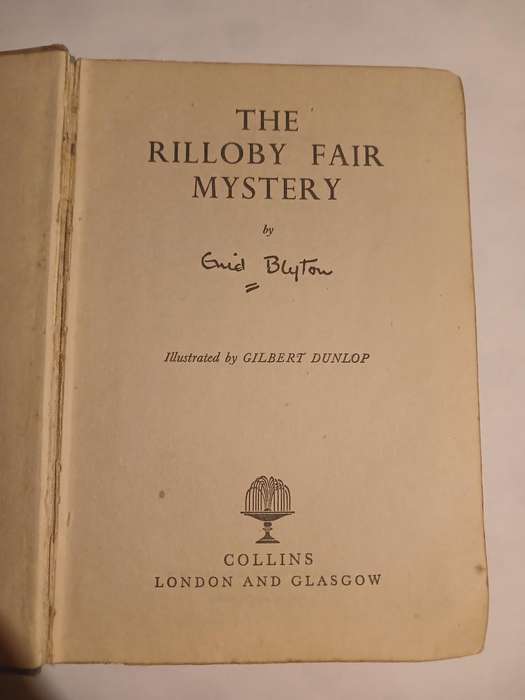 THE
RILLOBY FAIR
MYSTERY
by
Enid Blyton
Illustrated by GILBERT DUNLOP
COLLINS
LONDON AND GLASGOW